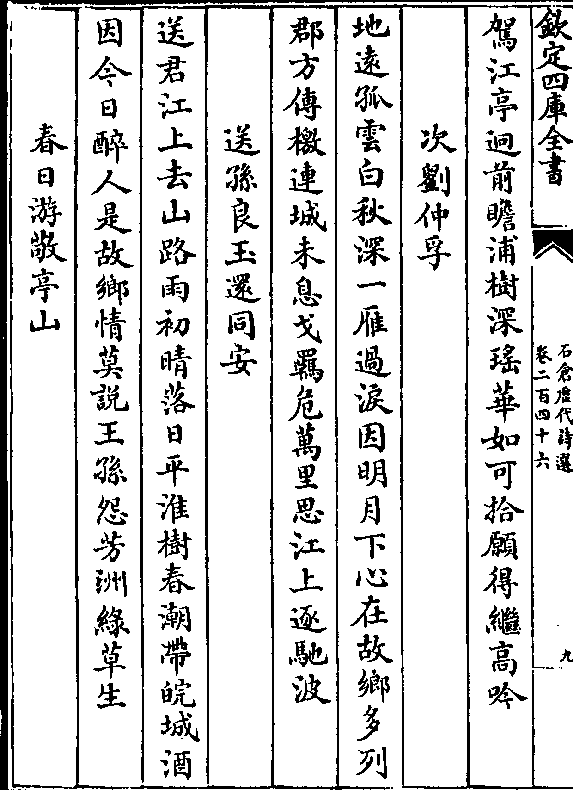 欽定四庫全書
石倉歷代詩選
卷二百四十六
九
駕江亭迥前瞻浦樹深瑤華如可拾願得繼高吟
次劉仲孚
地遠孤雲白秋深一雁過淚因明月下心在故鄉多列
郡方傳檄連城未息戈羈危萬里思江上逐馳波
送孫良玉還同安
送君江上去山路雨初晴落日平淮樹春潮帶皖城酒
因今日醉人是故鄉情莫說王孫怨芳洲綠草生
春日游敬亭山